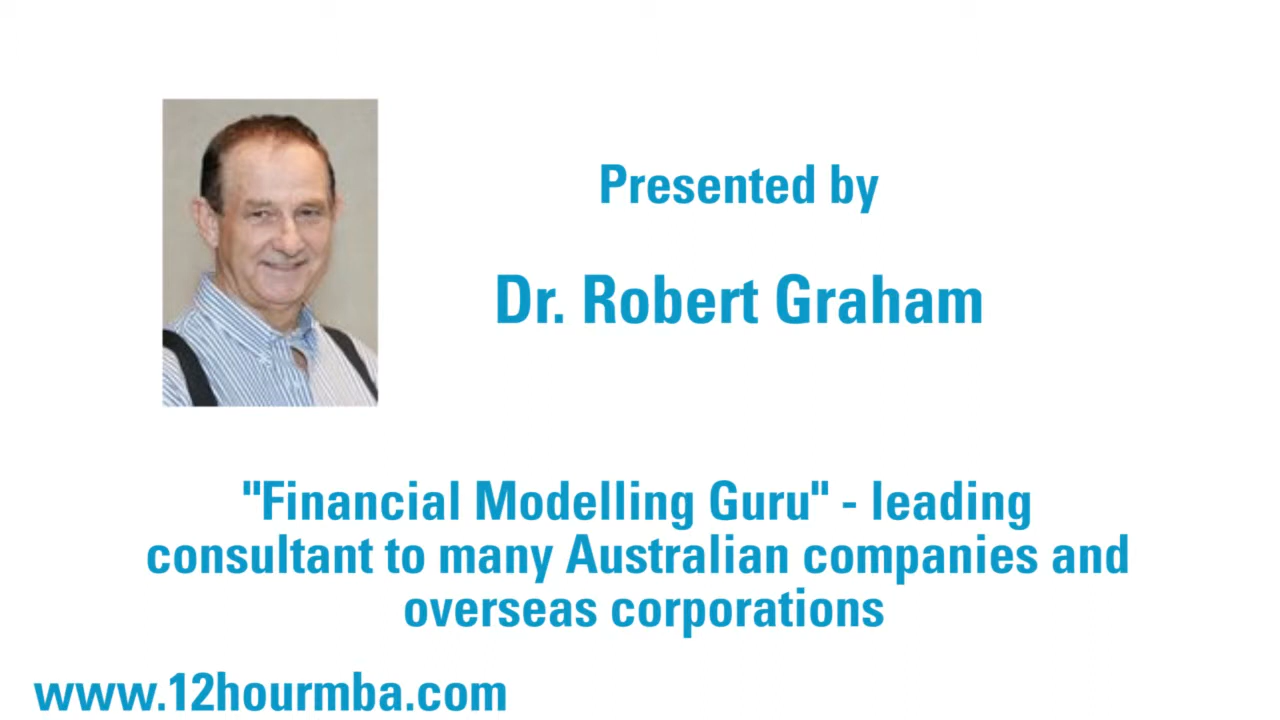 Presented by
Dr. Robert Graham
"Financial Modelling Guru" - leading
consultant to many Australian companies and
overseas corporations
www.12hourmba.com